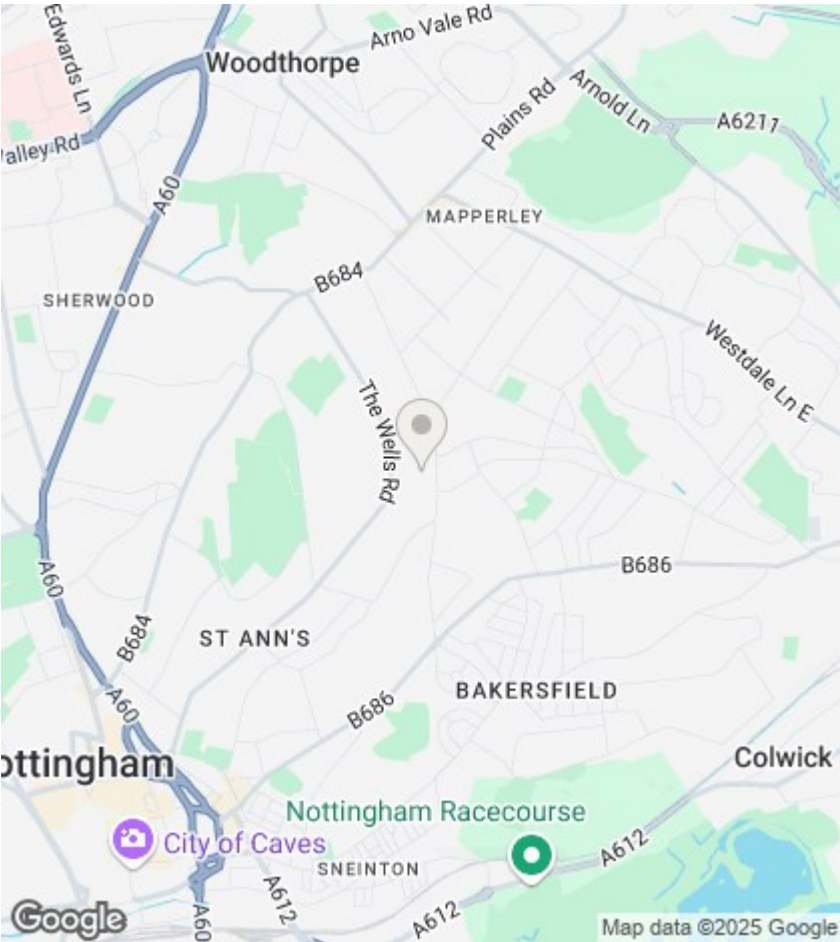 Edwards Ln
Arno Vale Rd
Woodthorpe
Plains Rd
Arnold Ln
A6211
Valley Rd
A60
MAPPERLEY
B684
SHERWOOD
Westdale Ln E
The Wells Rd
A60
B686
B684
ST ANN'S
BAKERSFIELD
A60
B686
ottingham
Colwick
Nottingham Racecourse
City of Caves
A612
SNEINTON
A612
A60
A612
Google
Map data ©2025 Google